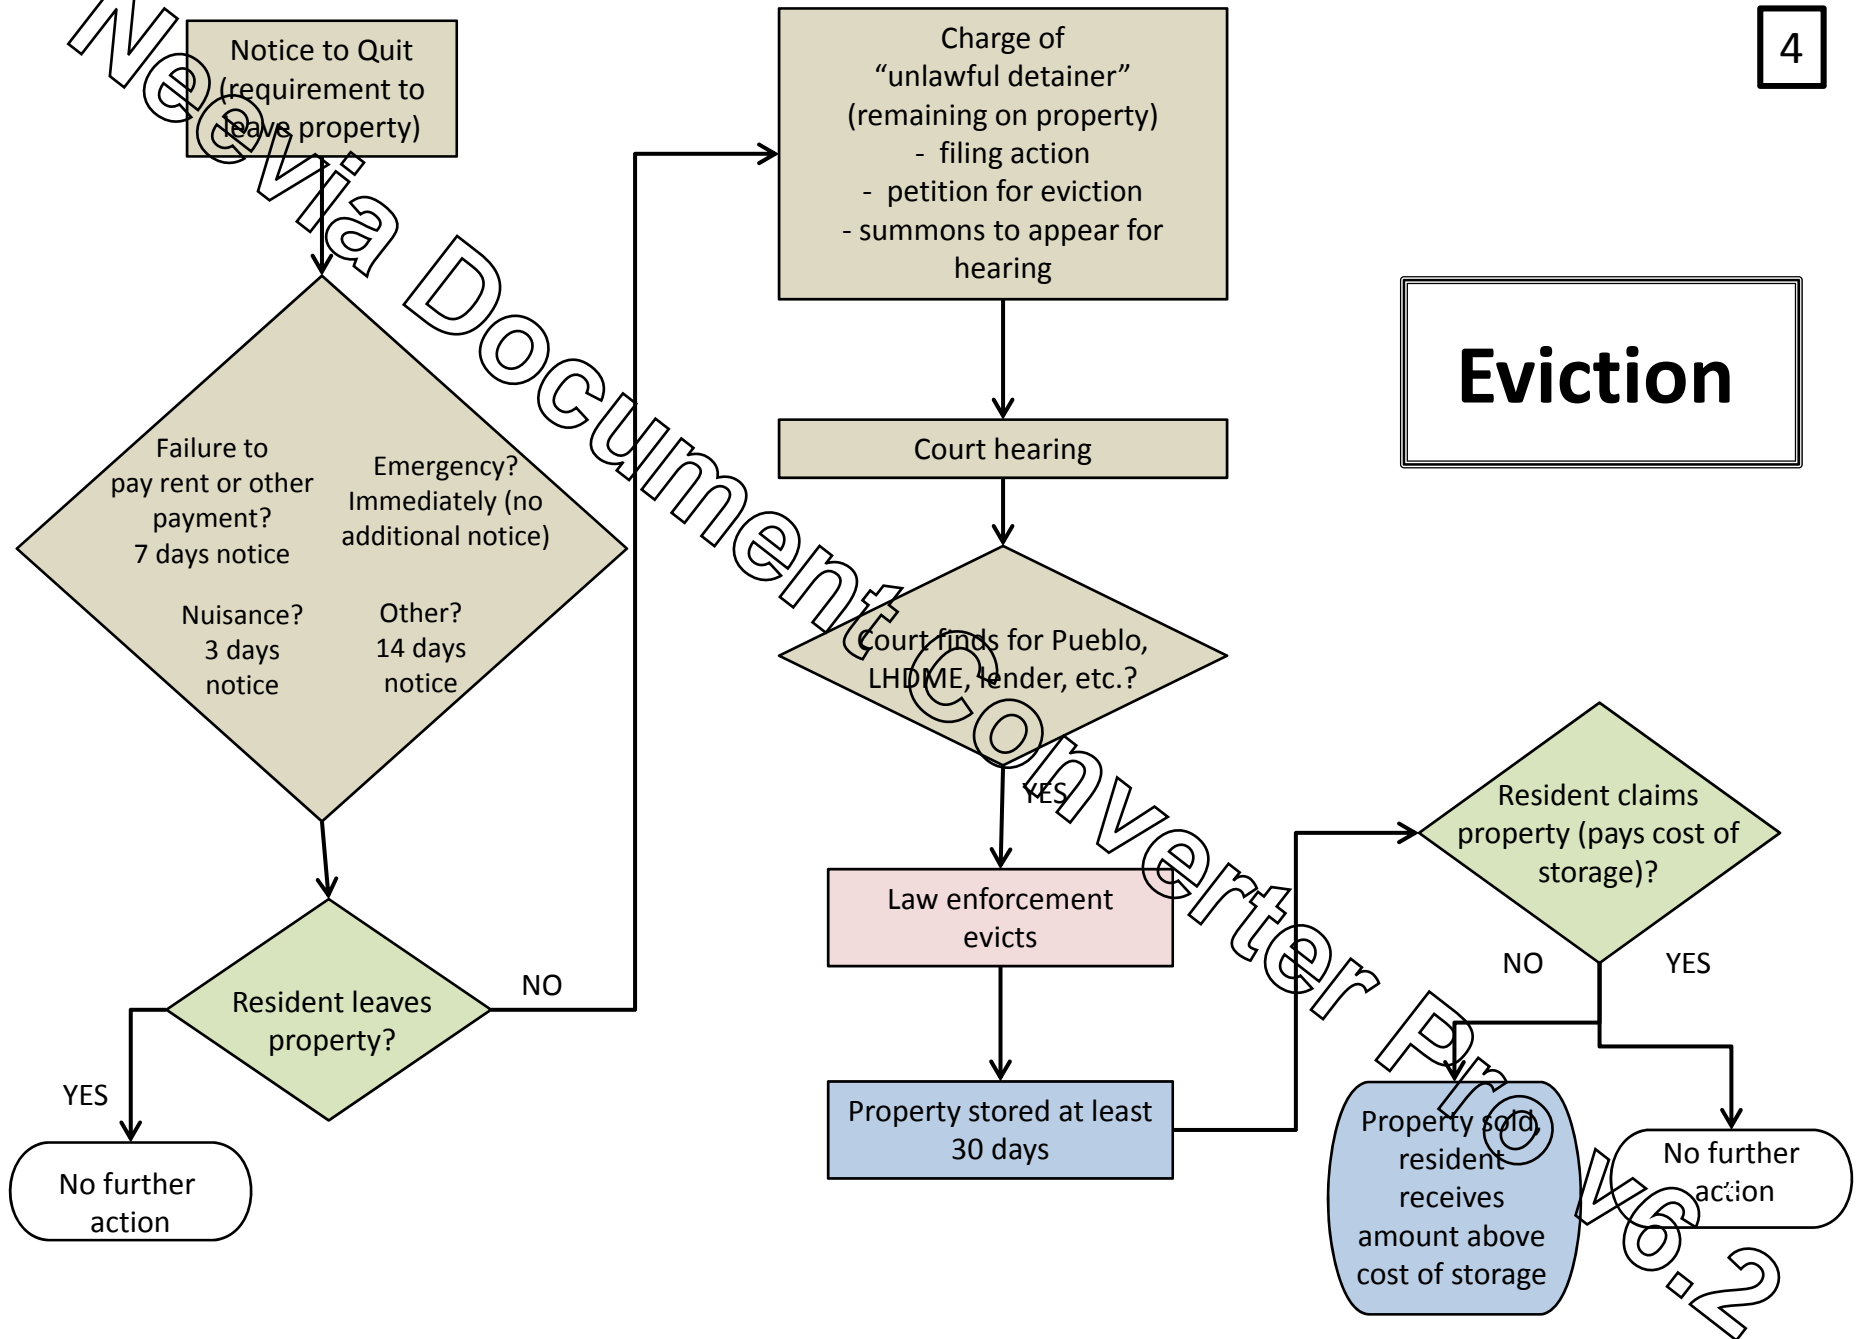 4
Eviction
Notice to Quit
(requirement to
leave property)
Failure to
pay rent or other
payment?
7 days notice
Emergency?
Immediately (no
additional notice)
Nuisance?
3 days
notice
Other?
14 days
notice
Resident leaves
property?
YES
NO
No further
action
Charge of
“unlawful detainer”
(remaining on property)
- filing action
- petition for eviction
- summons to appear for
hearing
Court hearing
Court finds for Pueblo,
LHDME, lender, etc.?
YES
Law enforcement
evicts
Property stored at least
30 days
Resident claims
property (pays cost of
storage)?
NO
YES
Property sold,
resident
receives
amount above
cost of storage
No further
action
Neevia Document Converter Pro v6.2